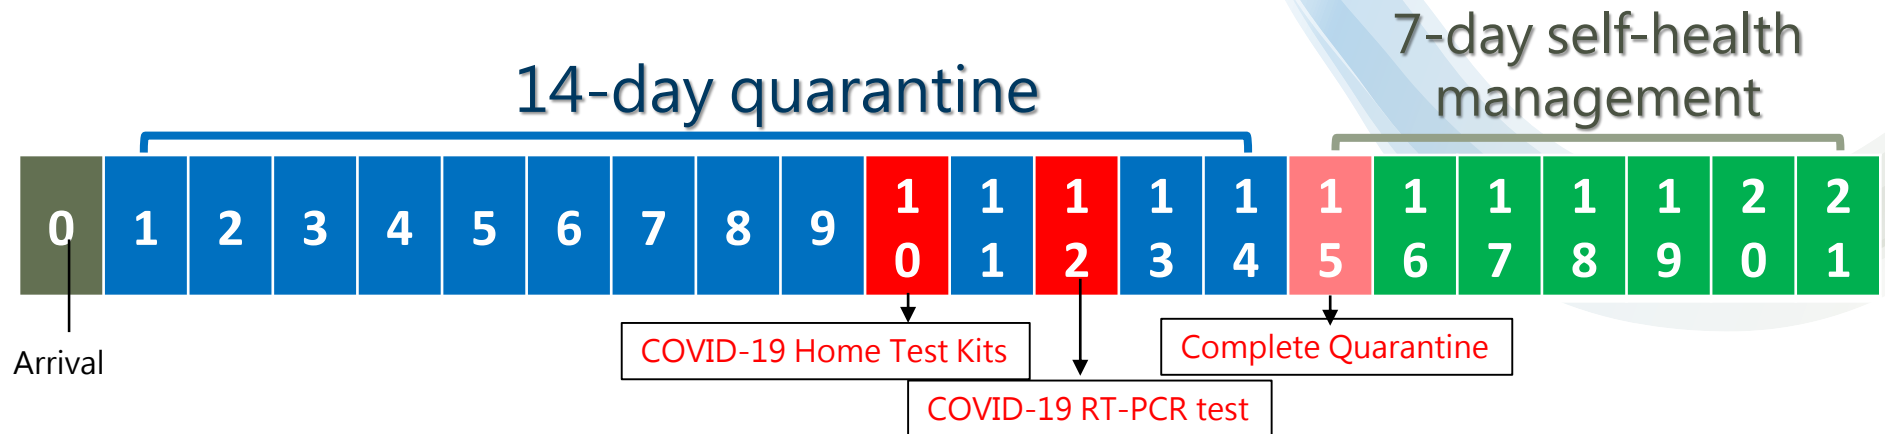 7-day self-health
management
14-day quarantine
0 1 2 3 4 5 6 7 8 9 10 11 12 13 14 15 16 17 18 19 20 21
Arrival
COVID-19 Home Test Kits
COVID-19 RT-PCR test
Complete Quarantine